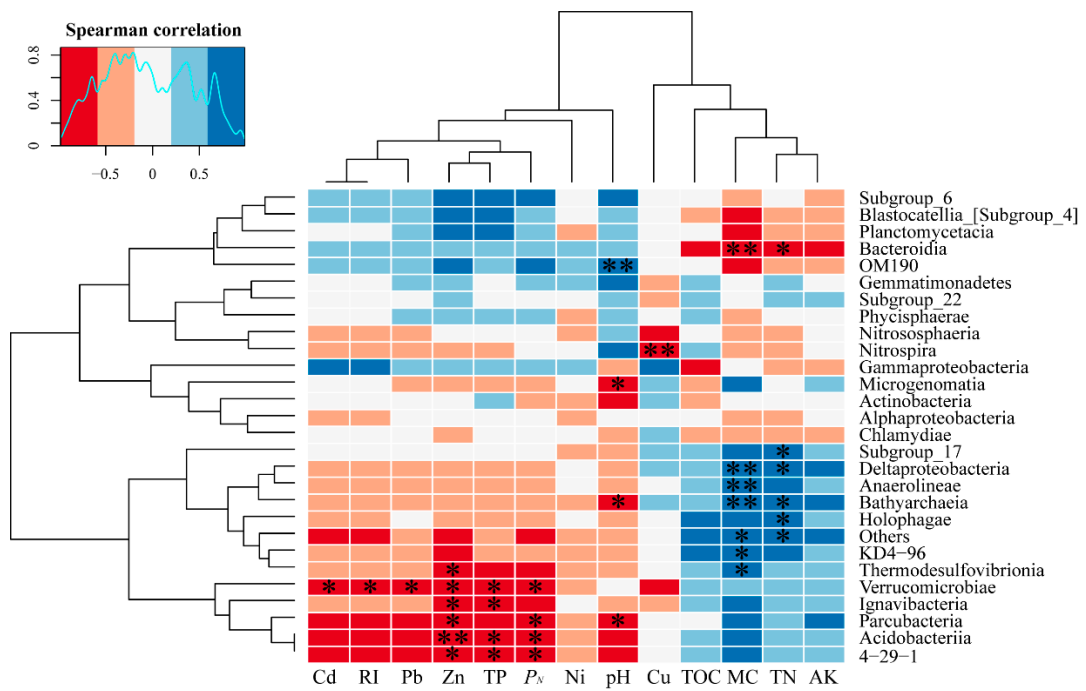 Spearman correlation
0.8
0.4
0
−0.5 0 0.5
Subgroup_6
Blastocatellia_[Subgroup_4]
Planctomycetacia
** * Bacteroidia
** OM190
Gemmatimonadetes
Subgroup_22
Phycisphaerae
Nitrososphaeria
** Nitrospira
Gammaproteobacteria
* Microgenomatia
Actinobacteria
Alphaproteobacteria
Chlamydiae
* Subgroup_17
** * Deltaproteobacteria
** Anaerolineae
* ** * Bathyarchaeia
* Holophagae
* * Others
* KD4−96
* * Thermodesulfovibrionia
* * * * * * Verrucomicrobiae
* * Ignavibacteria
* * * Parcubacteria
** * * Acidobacteriia
* * * 4−29−1
Cd RI Pb Zn TP PN Ni pH Cu TOC MC TN AK